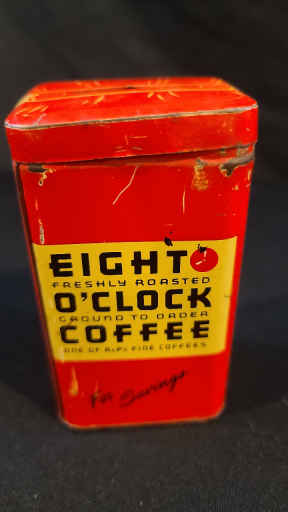 EIGHT
FRESHLY ROASTED
O'CLOCK
GROUND TO ORDER
COFFEE
ONE OF A&P'S FINE COFFEES
For Savings